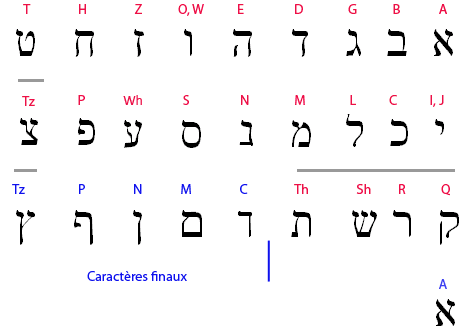 T H Z O, W E D G B A
א ב ג ד ה ו ז ח ט
Tz P Wh S N M L C I, J
י כ ל מ נ ס ע פ צ
Tz P N M C Th Sh R Q
ק ר ש ת ד ם ן ף ץ
Caractères finaux
A
א